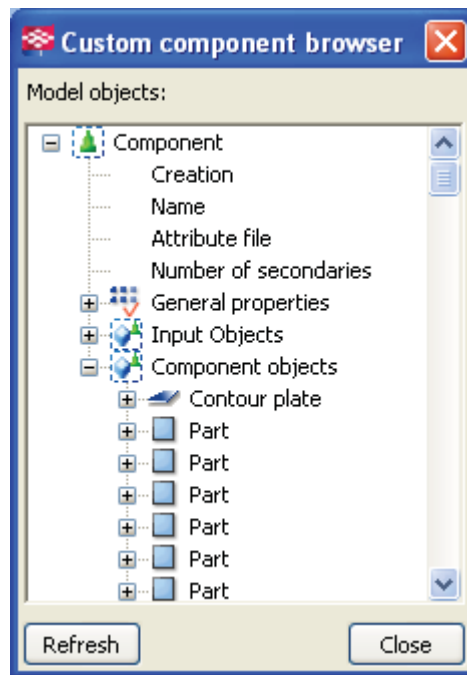 Custom component browser
Model objects:
Component
Creation
Name
Attribute file
Number of secondaries
General properties
Input Objects
Component objects
Contour plate
Part
Part
Part
Part
Part
Part
Refresh Close